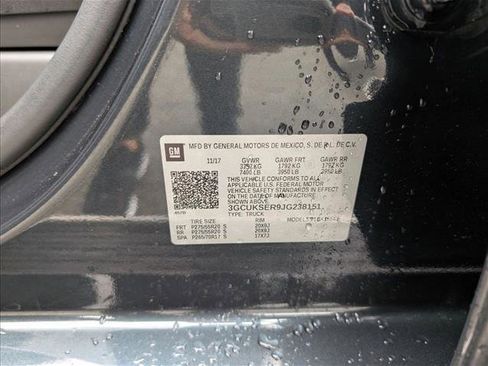 GM
MFD BY GENERAL MOTORS DE MEXICO, S. DE R.L. DE C.V.
11/17 GVWR GAWR FRT GAWR RR
1792 KG 1792 KG
7400 LB 3950 LB 3950 LB
THIS VEHICLE CONFORMS TO ALL
APPLICABLE U.S. FEDERAL MOTOR
VEHICLE SAFETY STANDARDS IN EFFECT
ON THE DATE OF MANUFACTURE
SHOWN ABOVE.
3GCUKSER9JG238151
TYPE: TRUCK
TIRE SIZE RIM
FRT P275/55R20 S 20X9J
RR P275/55R20 S 20X9J
SPA P265/70R17 S 17X7J